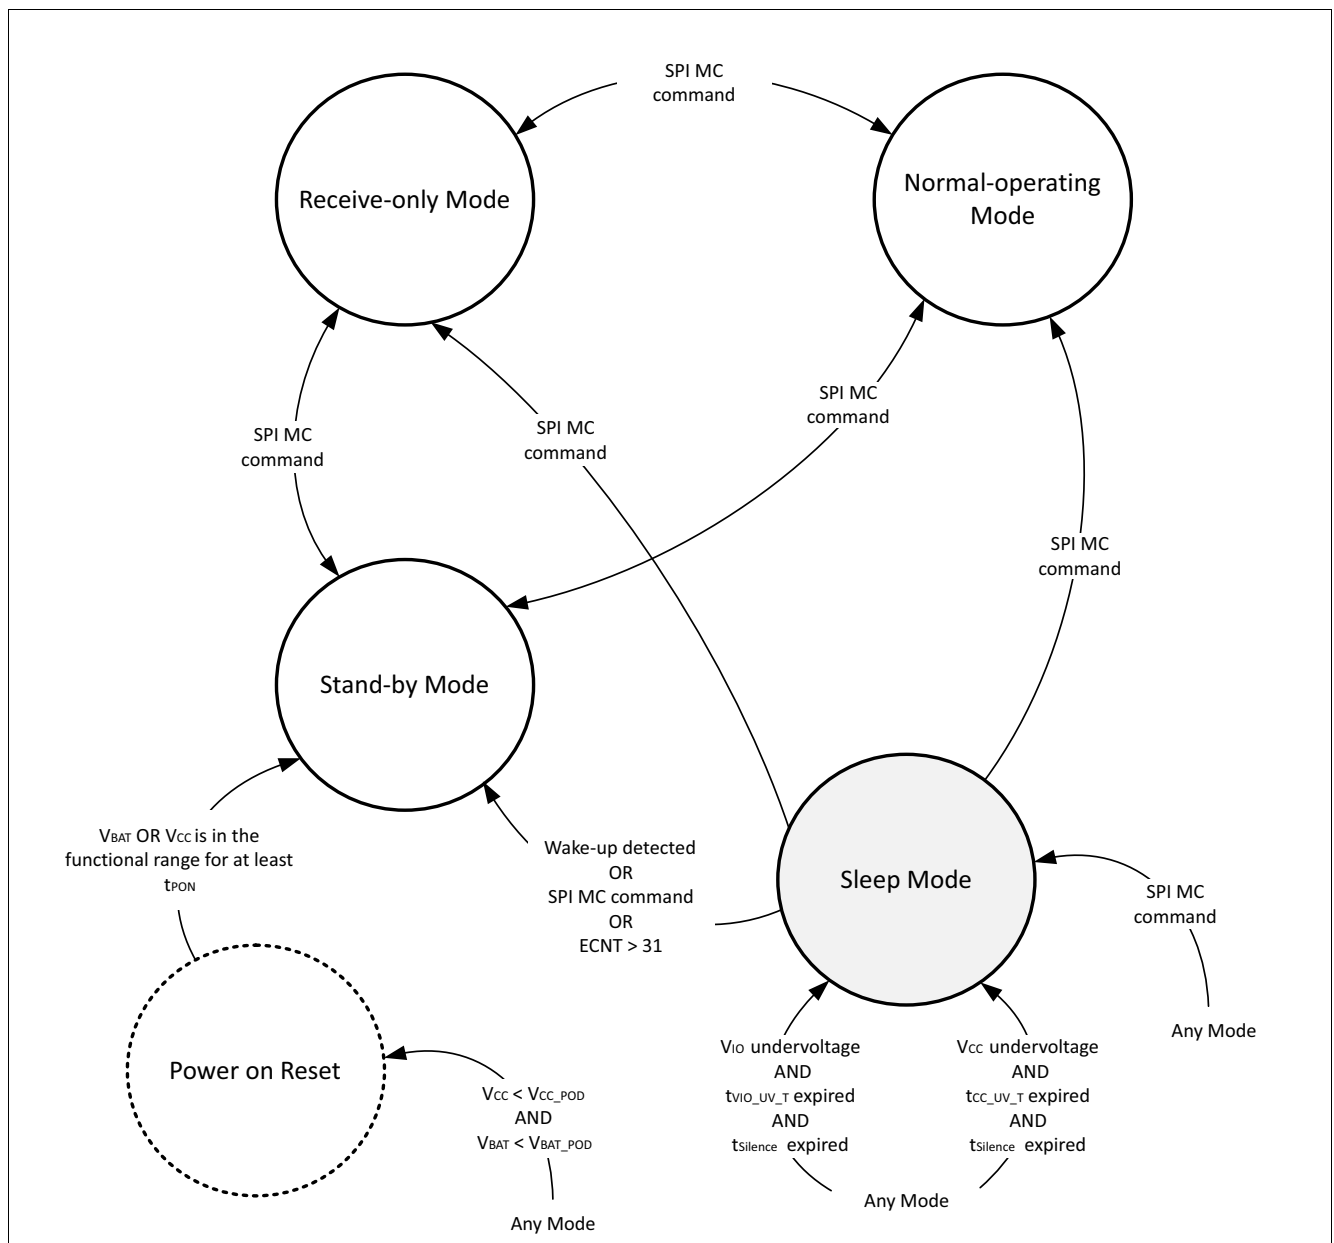 SPI MC
command
Receive-only Mode
Normal-operating
Mode
SPI MC
command
SPI MC
command
SPI MC
command
SPI MC
command
Stand-by Mode
VBAT OR VCC is in the
functional range for at least
tPON
Wake-up detected
OR
SPI MC command
OR
ECNT > 31
Sleep Mode
SPI MC
command
Any Mode
Power on Reset
VCC < VCC_POD
AND
VBAT < VBAT_POD
Any Mode
VIO undervoltage
AND
tVIO_UV_T expired
AND
tSilence expired
VCC undervoltage
AND
tCC_UV_T expired
AND
tSilence expired
Any Mode